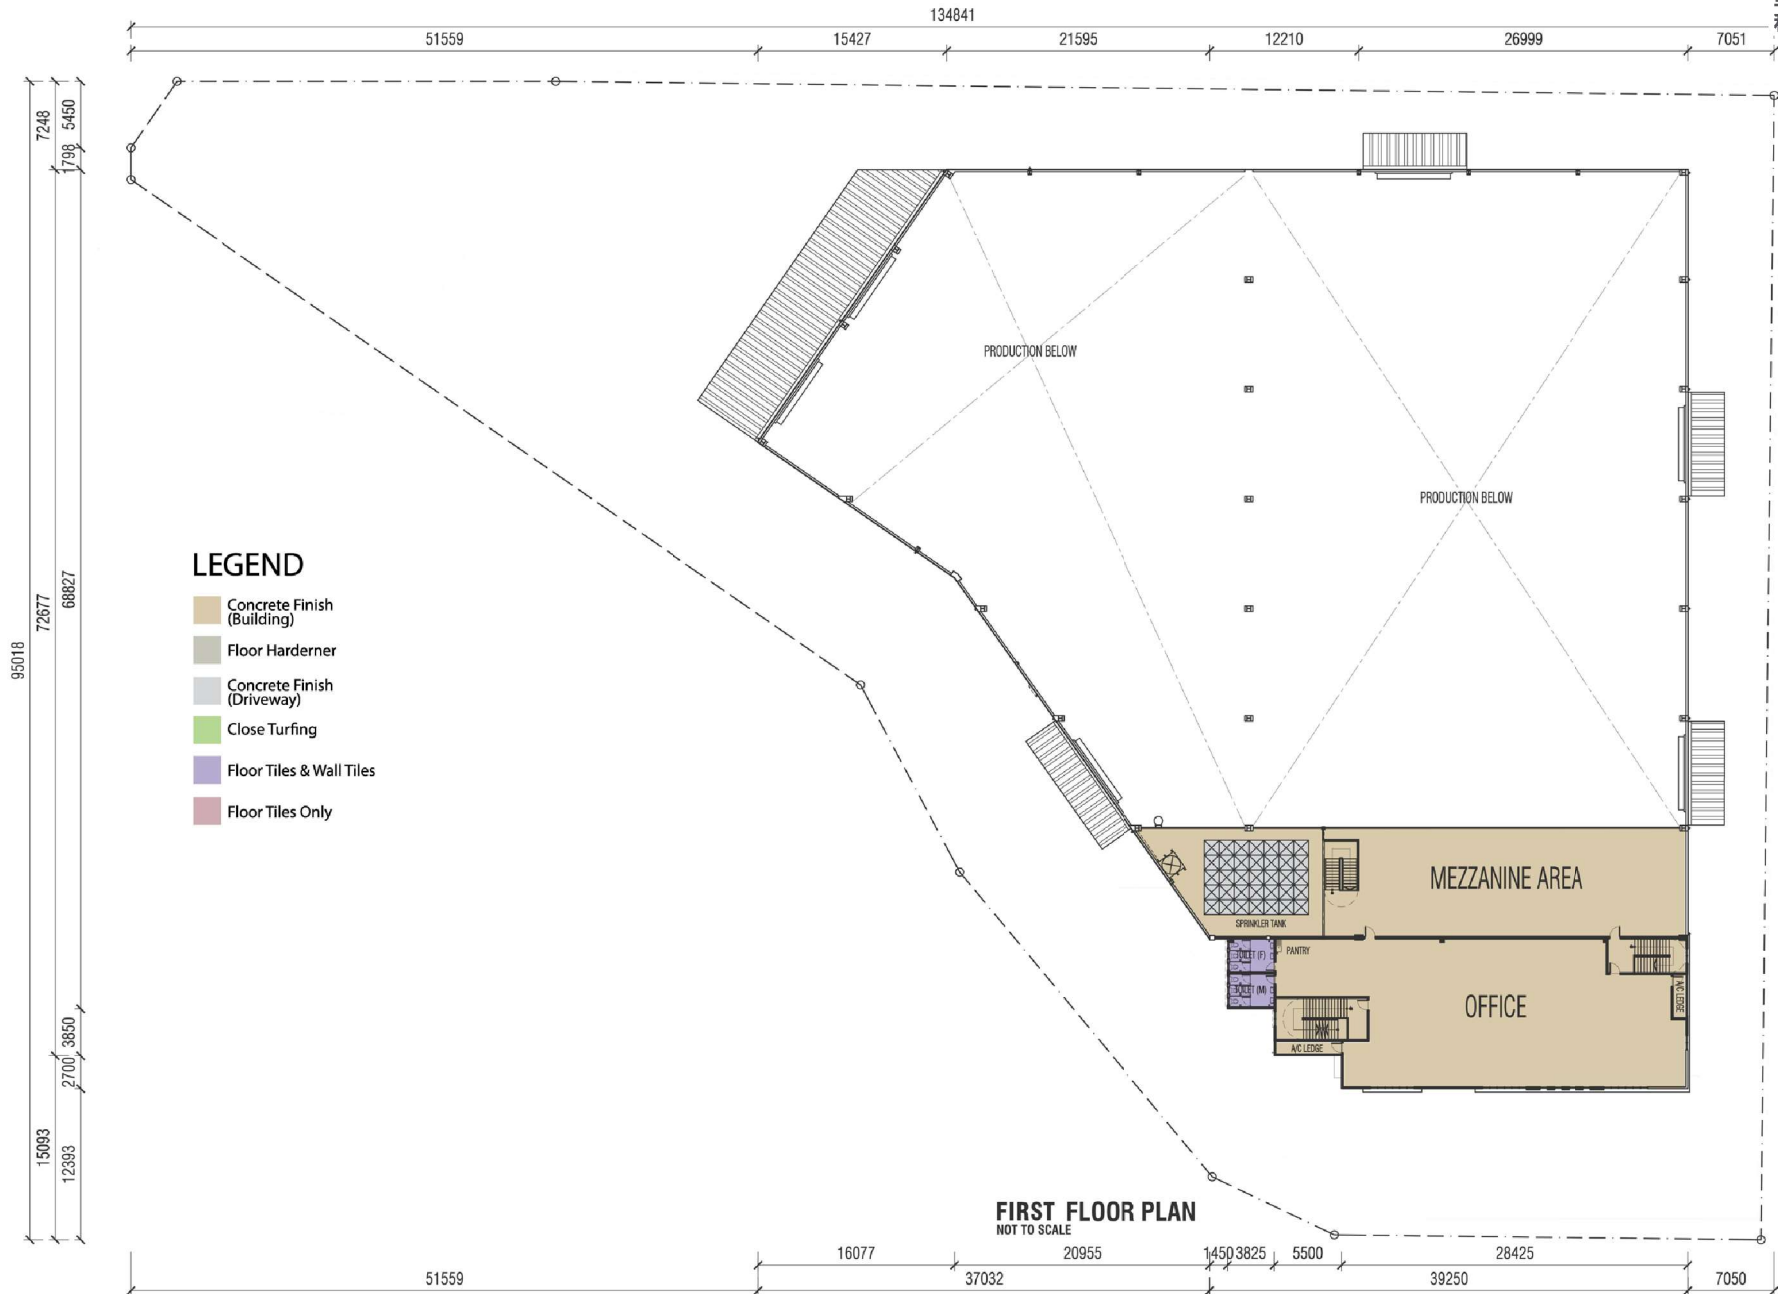 134841
51559
15427
21595
12210
26999
7051
7248
5450
1798
PRODUCTION BELOW
PRODUCTION BELOW
LEGEND
Concrete Finish
(Building)
Floor Harderner
Concrete Finish
(Driveway)
Close Turfing
Floor Tiles & Wall Tiles
Floor Tiles Only
95018
72677
68827
MEZZANINE AREA
SPRINKLER TANK
TOILET (F)
PANTRY
TOILET (M)
OFFICE
A/C LEDGE
A/C LEDGE
3850
2700
15093
12393
FIRST FLOOR PLAN
NOT TO SCALE
16077
20955
1450
3825
5500
28425
51559
37032
39250
7050